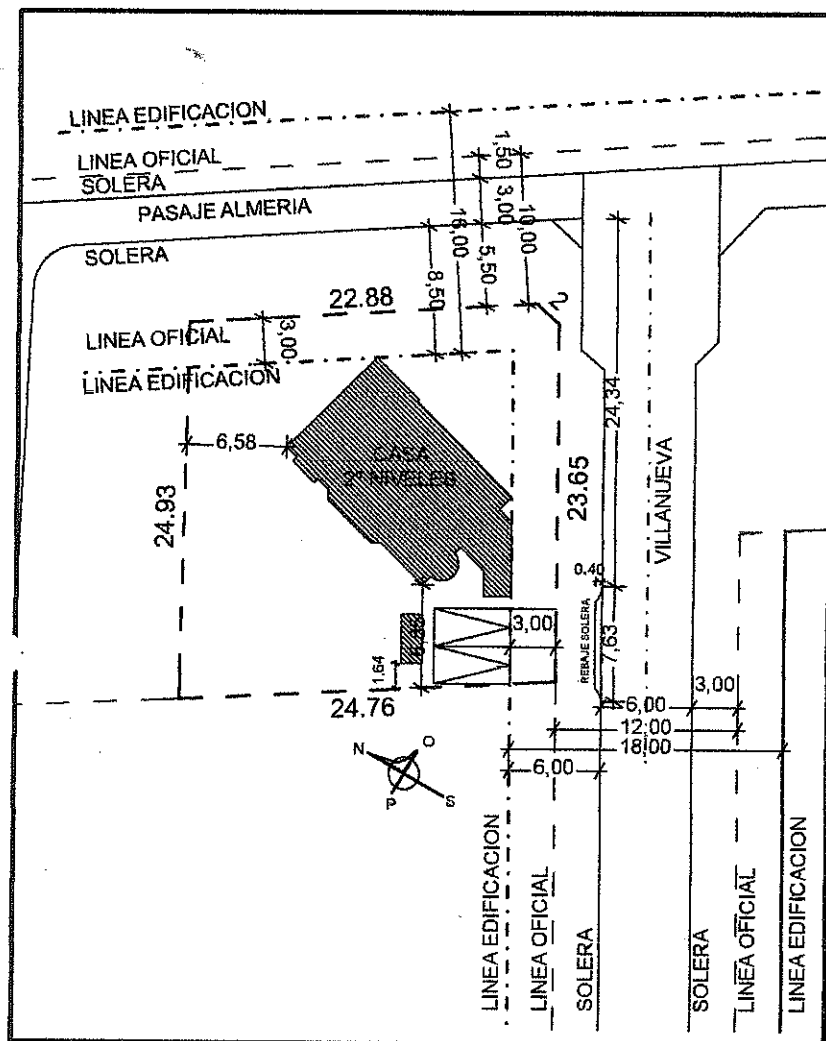 LINEA EDIFICACION
LINEA OFICIAL
SOLERA
PASAJE ALMERIA
SOLERA
1,50
3,00
10,00
16,00
5,50
8,50
22.88
2
LINEA OFICIAL
3,00
LINEA EDIFICACION
24,34
6,58
CASA
2° NIVELES
24.93
23.65
VILLANUEVA
0.40
REBAJE SOLERA
7,63
3,00
1.64
24.76
3,00
6,00
12,00
18,00
6,00
N
O
P
S
LINEA EDIFICACION
LINEA OFICIAL
SOLERA
SOLERA
LINEA OFICIAL
LINEA EDIFICACION